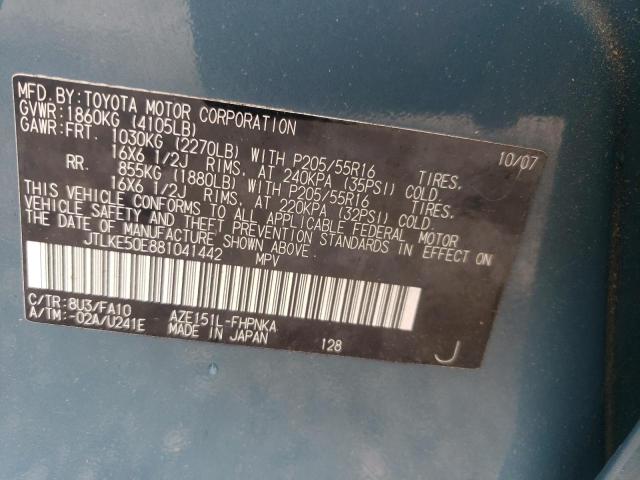 MFD. BY: TOYOTA MOTOR CORPORATION 10/07
GVWR: 1860KG (4105LB)
GAWR: FRT. 1030KG (2270LB) WITH P205/55R16 TIRES,
16X6 1/2J RIMS, AT 240KPA (35PSI) COLD,
RR. 855KG (1880LB) WITH P205/55R16 TIRES,
16X6 1/2J RIMS, AT 220KPA (32PSI) COLD.
THIS VEHICLE CONFORMS TO ALL APPLICABLE FEDERAL MOTOR
VEHICLE SAFETY AND THEFT PREVENTION STANDARDS IN EFFECT ON
THE DATE OF MANUFACTURE SHOWN ABOVE.
JTLKE50E881041442 MPV
C/TR: 8U3/FA10 AZE151L-FHPNKA
A/TM: -02A/U241E MADE IN JAPAN 128 J